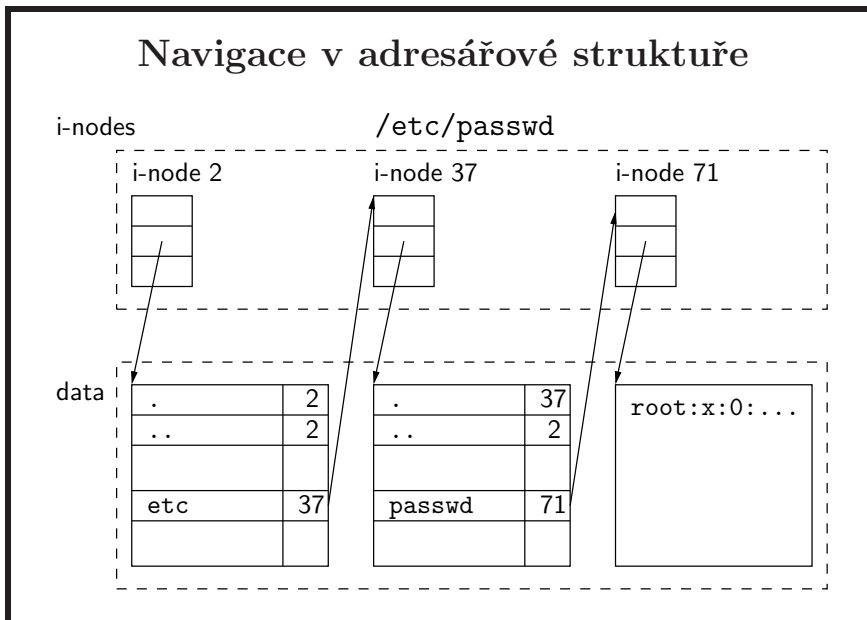 Navigace v adresářové struktuře
i-nodes /etc/passwd
i-node 2 i-node 37 i-node 71
data
. 2 . 37 root:x:0:...
.. 2 .. 2
etc 37 passwd 71